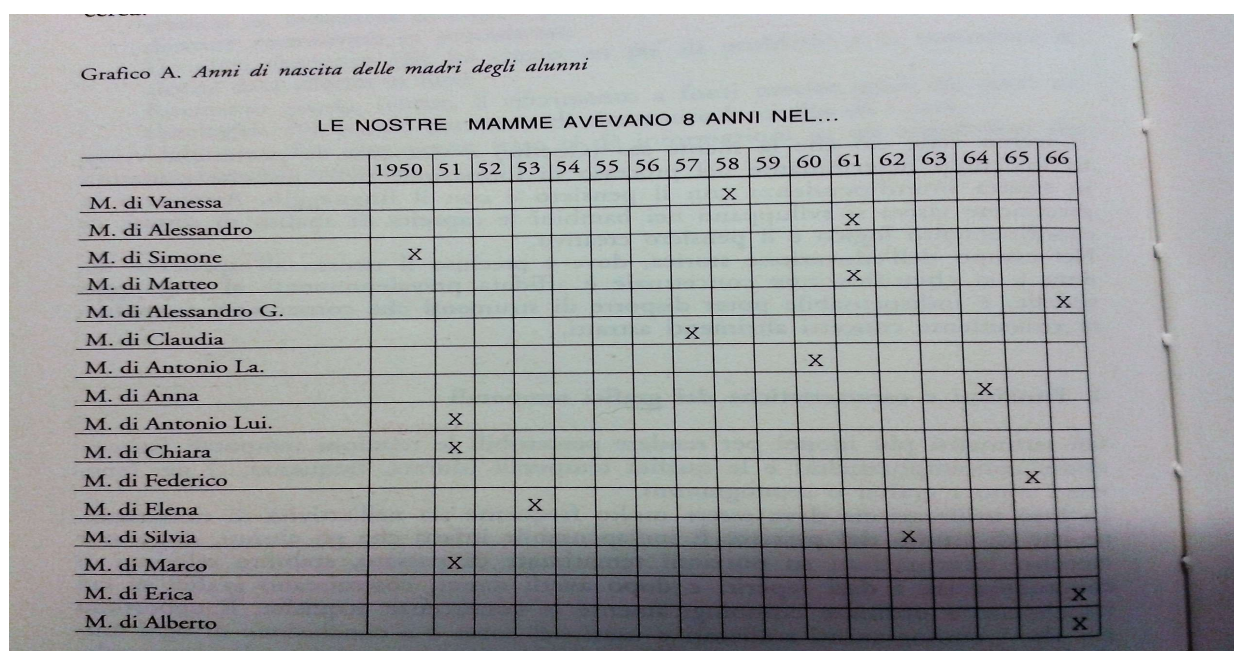 Grafico A. Anni di nascita delle madri degli alunni
LE NOSTRE MAMME AVEVANO 8 ANNI NEL...
1950 51 52 53 54 55 56 57 58 59 60 61 62 63 64 65 66
M. di Vanessa X
M. di Alessandro X
M. di Simone X
M. di Matteo X
M. di Alessandro G. X
M. di Claudia X
M. di Antonio La. X
M. di Anna X
M. di Antonio Lui. X
M. di Chiara X
M. di Federico X
M. di Elena X
M. di Silvia X
M. di Marco X
M. di Erica X
M. di Alberto X